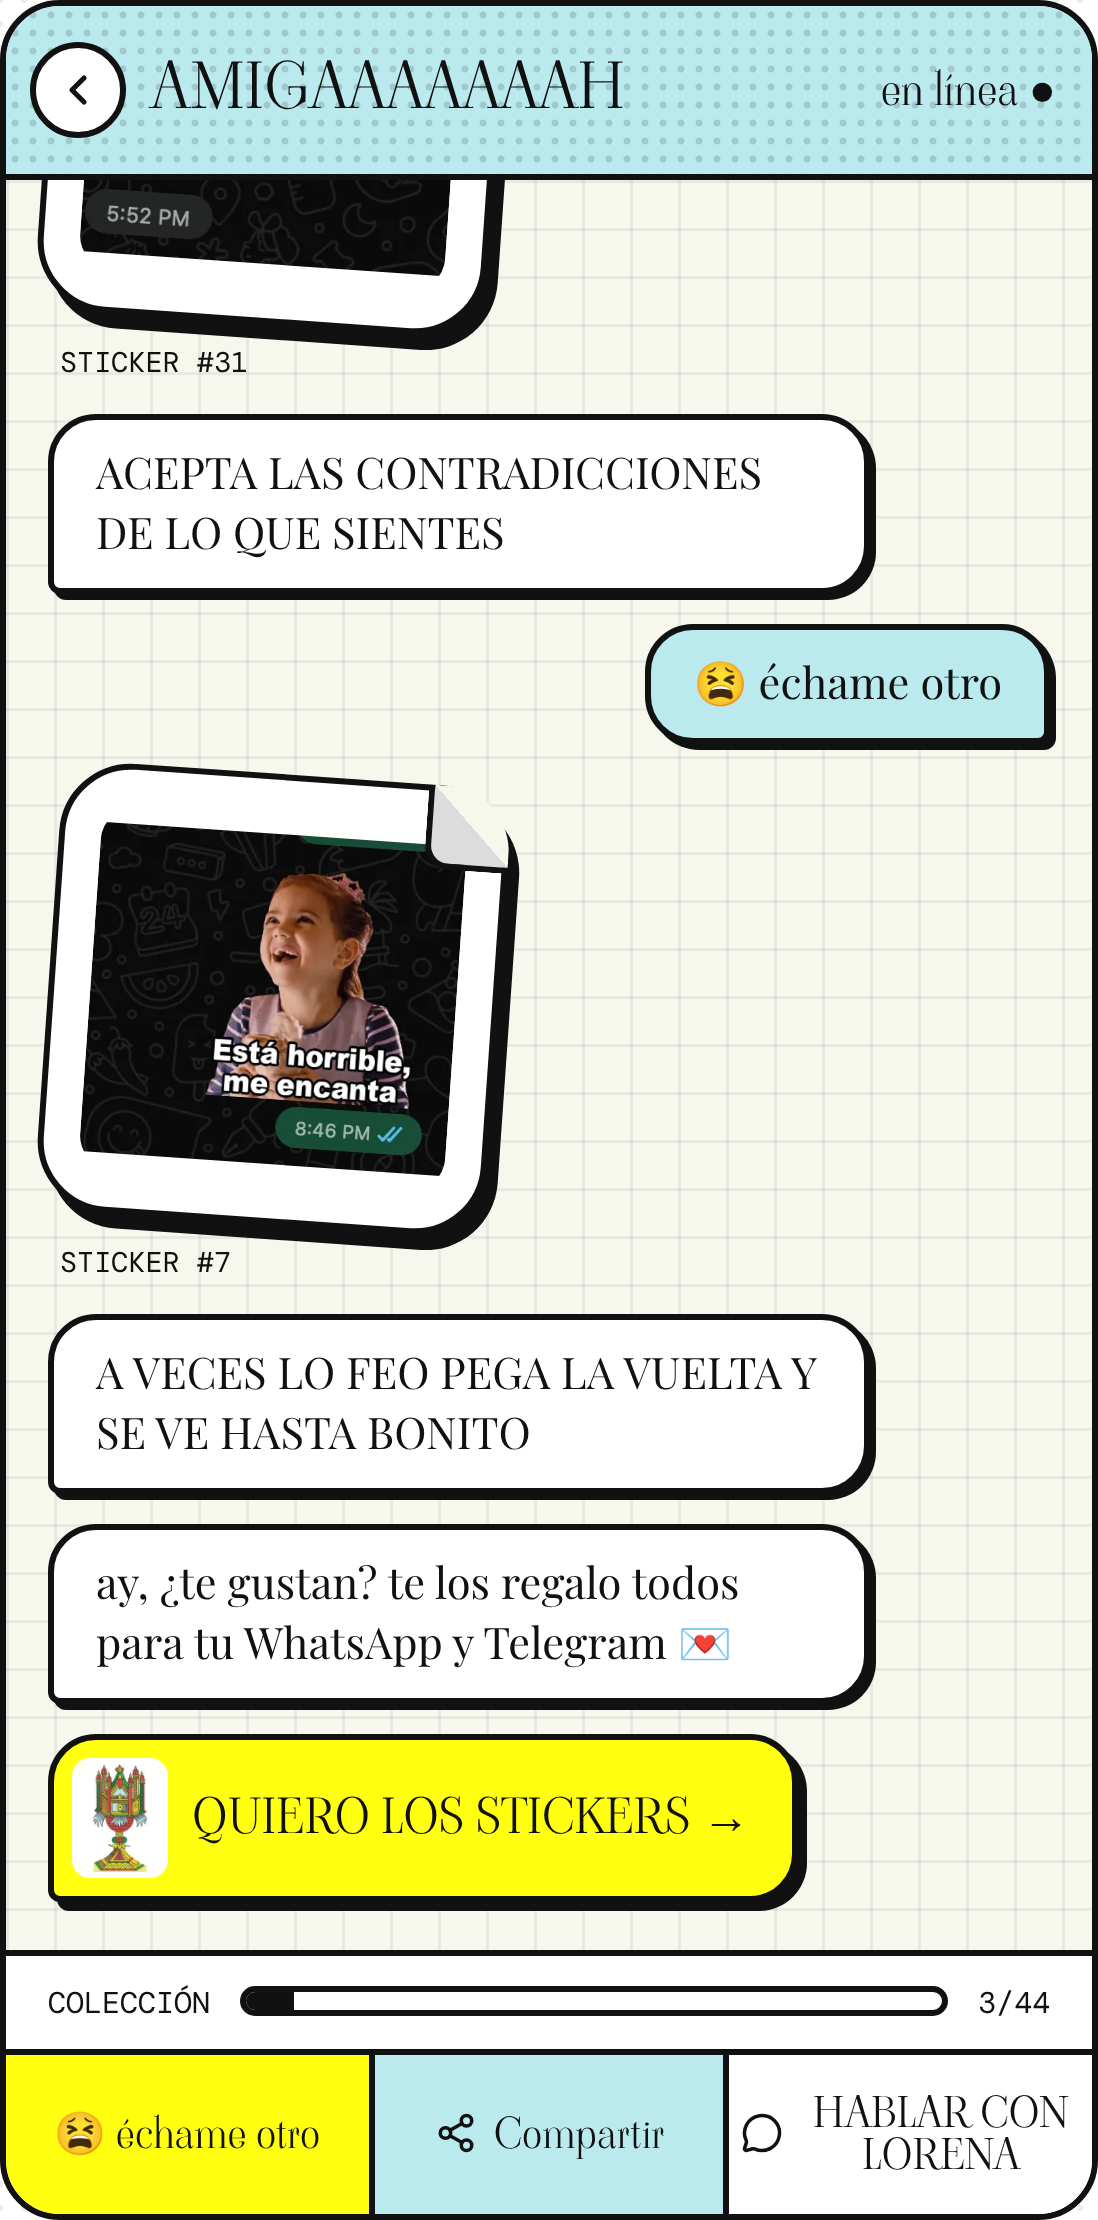 AMIGAAAAAAAH
en línea
5:52 PM
STICKER #31
ACEPTA LAS CONTRADICCIONES
DE LO QUE SIENTES
😫 échame otro
24
Está horrible,
me encanta
8:46 PM
STICKER #7
A VECES LO FEO PEGA LA VUELTA Y
SE VE HASTA BONITO
ay, ¿te gustan? te los regalo todos
para tu WhatsApp y Telegram 💌
QUIERO LOS STICKERS →
COLECCIÓN
3/44
😫 échame otro
Compartir
HABLAR CON
LORENA